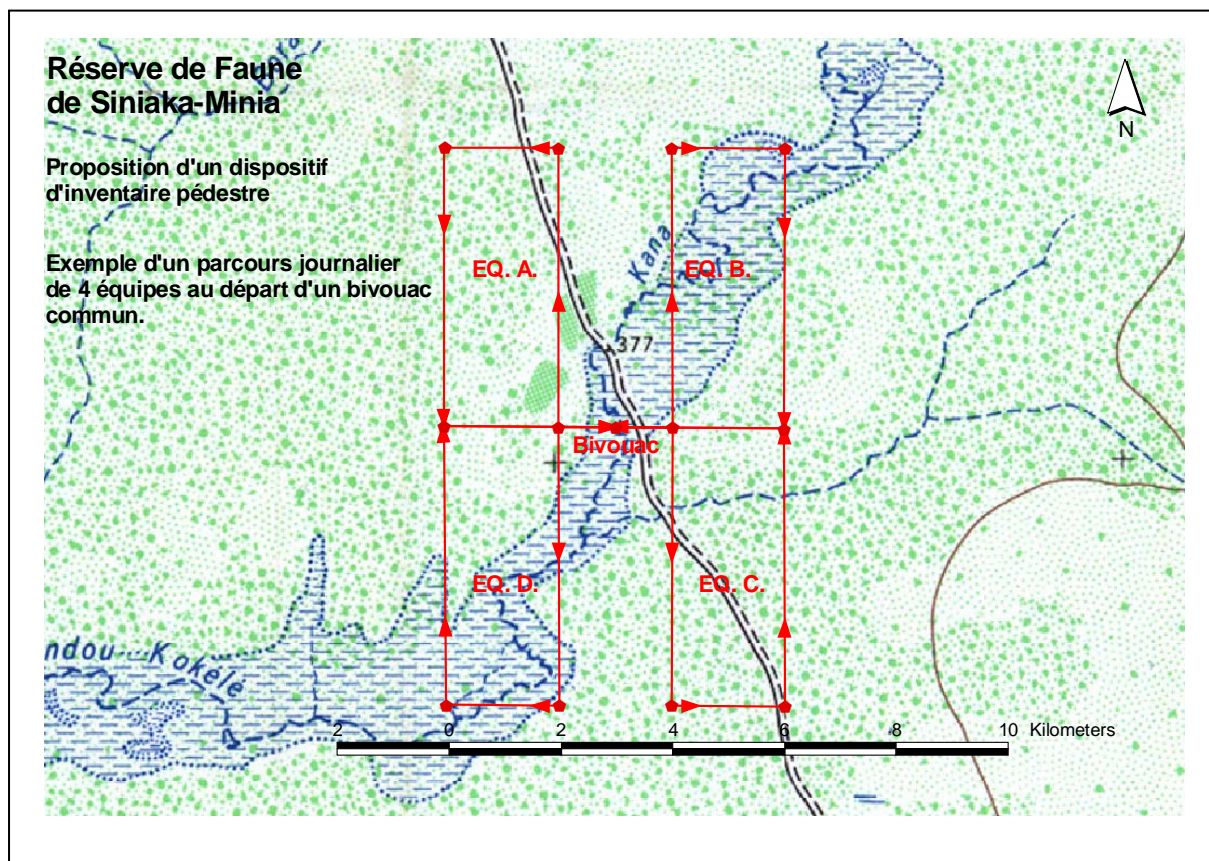 Réserve de Faune
de Siniaka-Minia
N
Proposition d'un dispositif
d'inventaire pédestre
Exemple d'un parcours journalier
de 4 équipes au départ d'un bivouac
commun.
EQ. A.
Kana
EQ. B.
377
Bivouac
EQ. D.
EQ. C.
ndou Kokélé
2 0 2 4 6 8 10 Kilometers